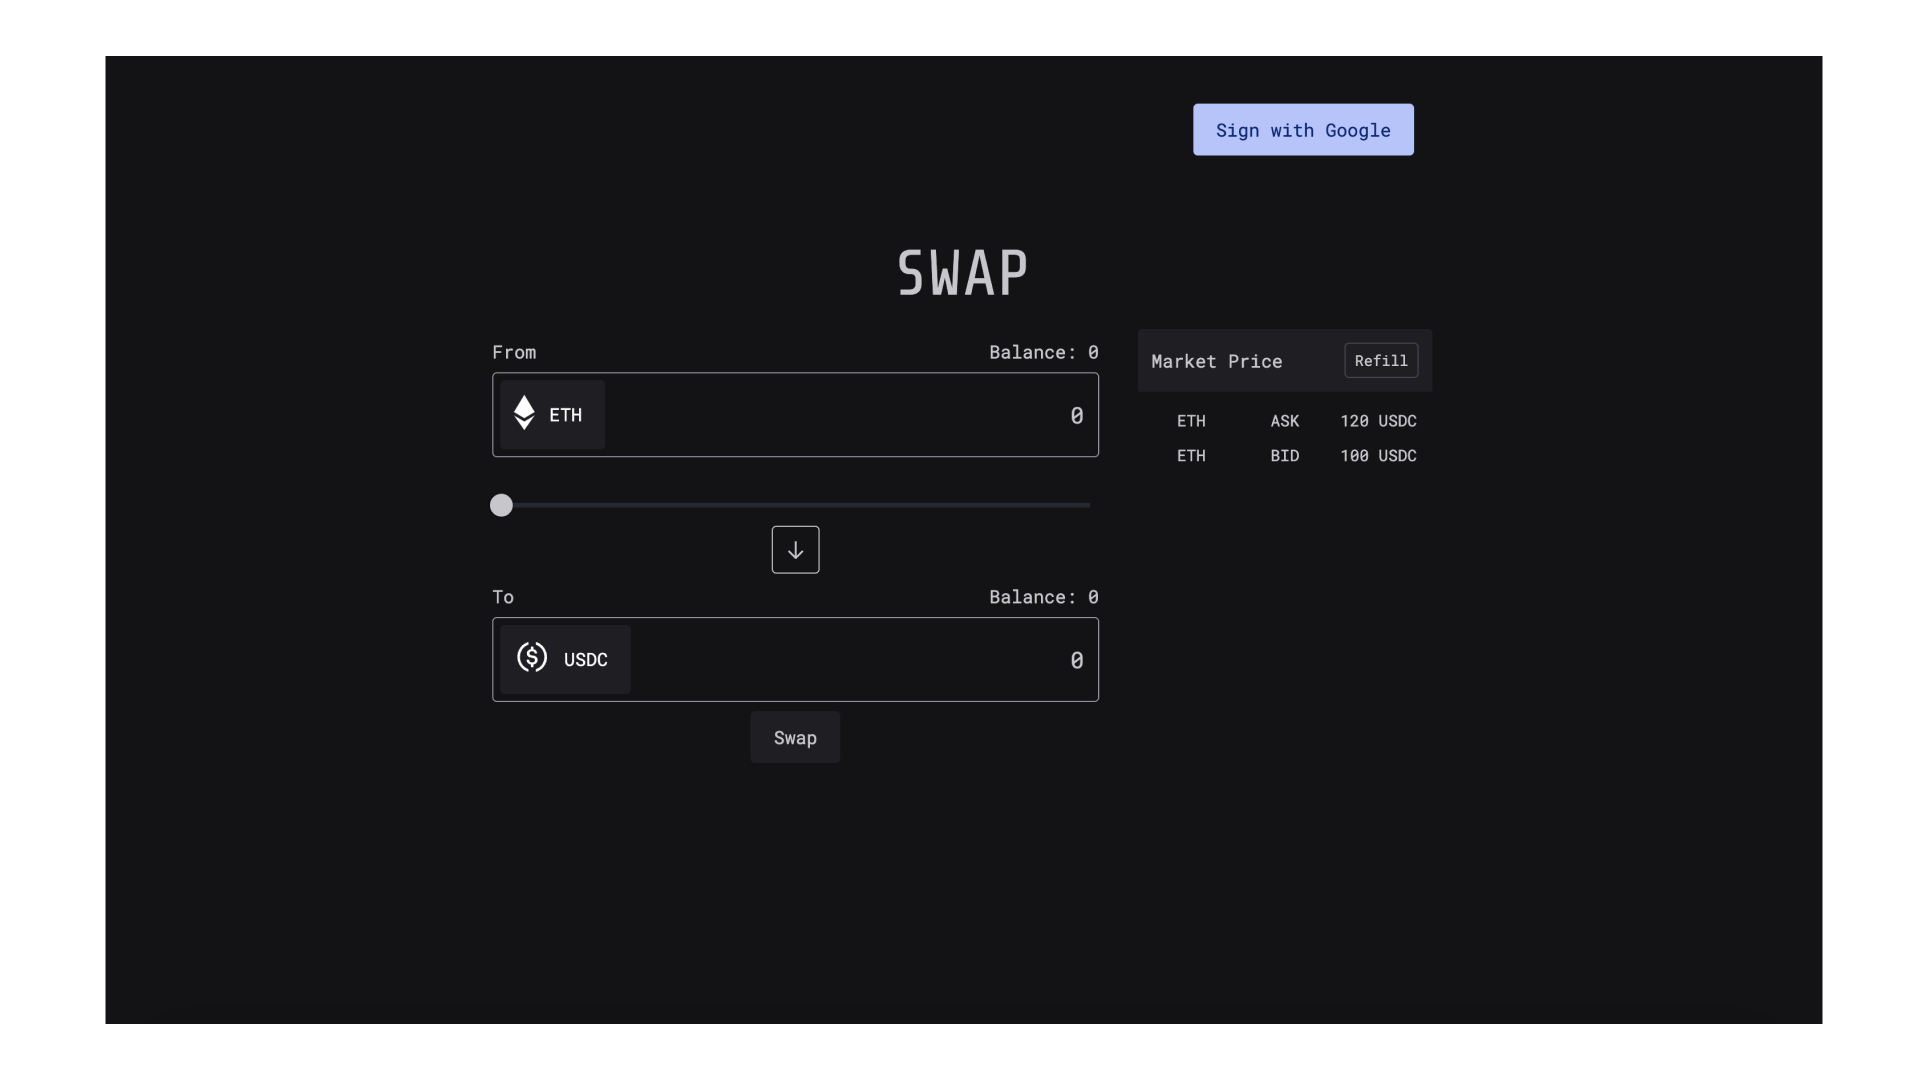 Sign with Google
SWAP
From
Balance: 0
ETH
0
To
Balance: 0
USDC
0
Swap
Market Price
Refill
ETH ASK 120 USDC
ETH BID 100 USDC